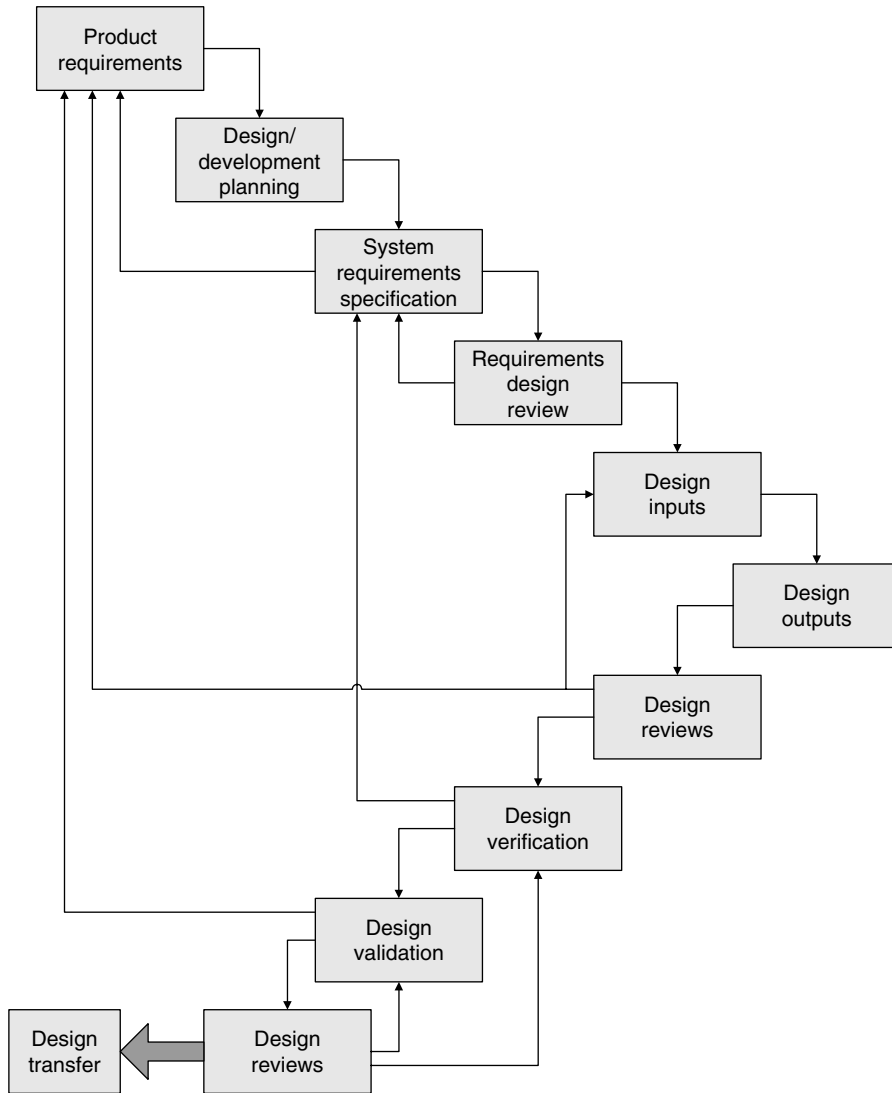 Product
requirements
Design/
development
planning
System
requirements
specification
Requirements
design
review
Design
inputs
Design
outputs
Design
reviews
Design
verification
Design
validation
Design
transfer
Design
reviews